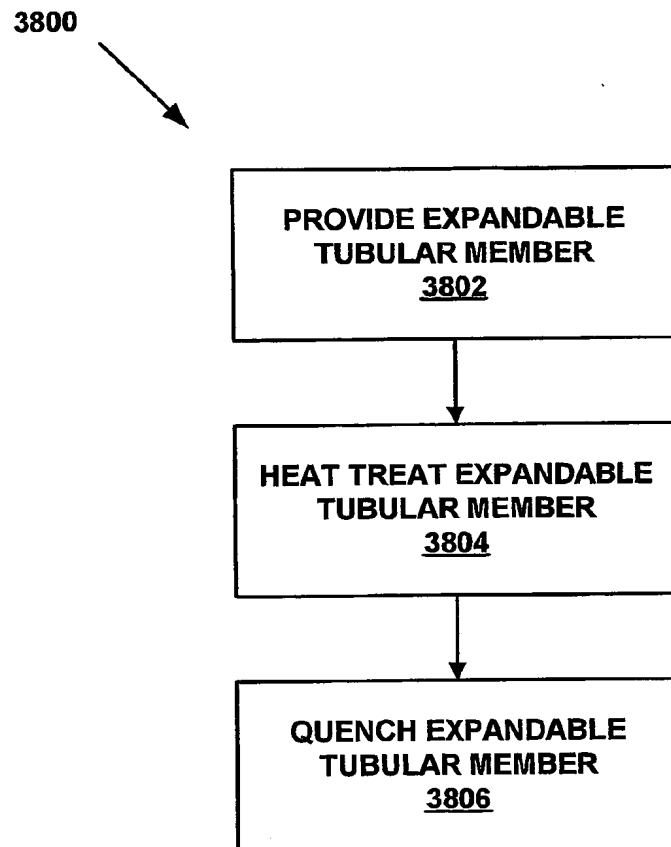 3800
PROVIDE EXPANDABLE
TUBULAR MEMBER
3802
HEAT TREAT EXPANDABLE
TUBULAR MEMBER
3804
QUENCH EXPANDABLE
TUBULAR MEMBER
3806